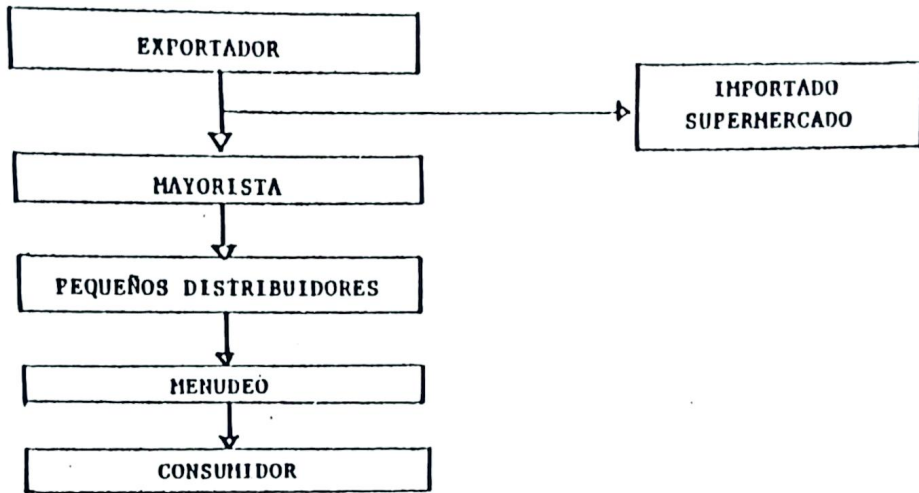 EXPORTADOR
IMPORTADO
SUPERMERCADO
MAYORISTA
PEQUEÑOS DISTRIBUIDORES
MENUDEO
CONSUMIDOR